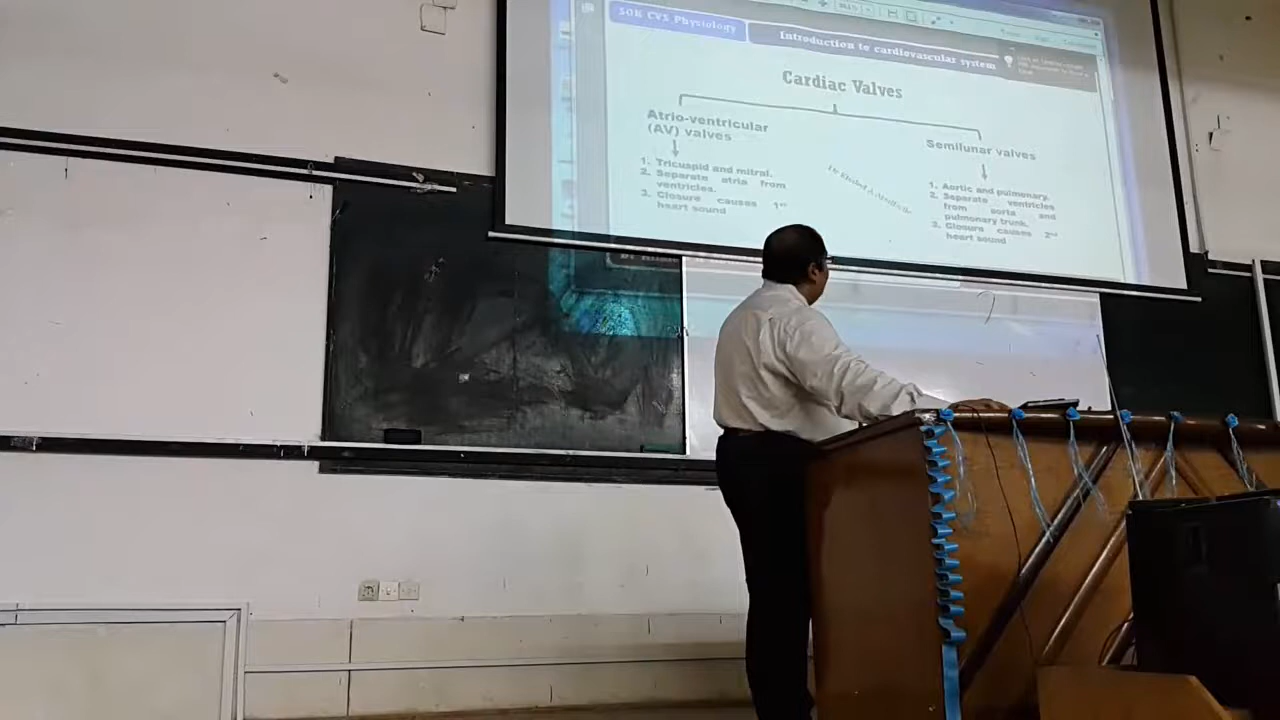 SOK CVS Physiology
Introduction to cardiovascular system
Cardiac Valves
Atrio-ventricular
(AV) valves
1. Tricuspid and mitral.
2. Separate atria from
ventricles.
3. Closure causes 1st
heart sound
Semilunar valves
1. Aortic and pulmonary.
2. Separate ventricles
from aorta and
pulmonary trunk.
3. Closure causes 2nd
heart sound